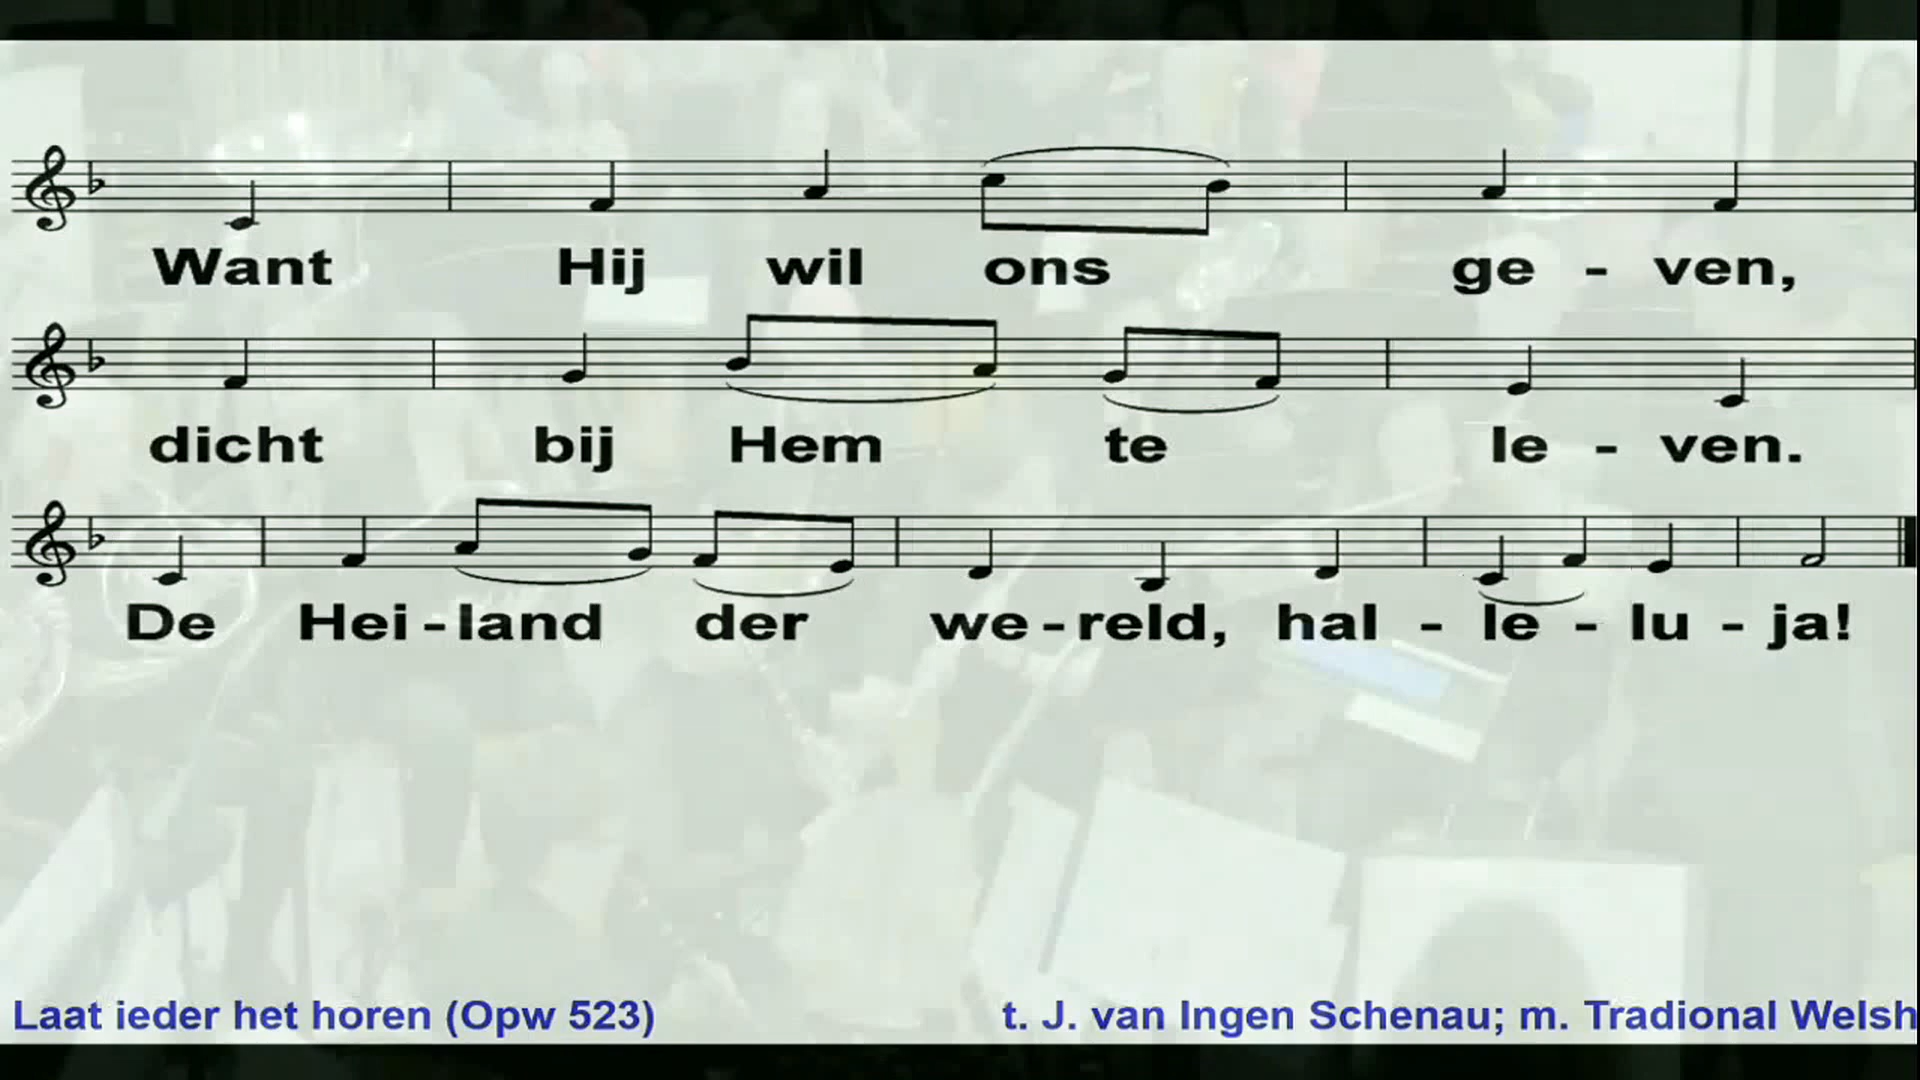 Want Hij wil ons ge - ven,
dicht bij Hem te le - ven.
De Hei - land der we - reld, hal - le - lu - ja!
Laat ieder het horen (Opw 523)
t. J. van Ingen Schenau; m. Tradional Welsh